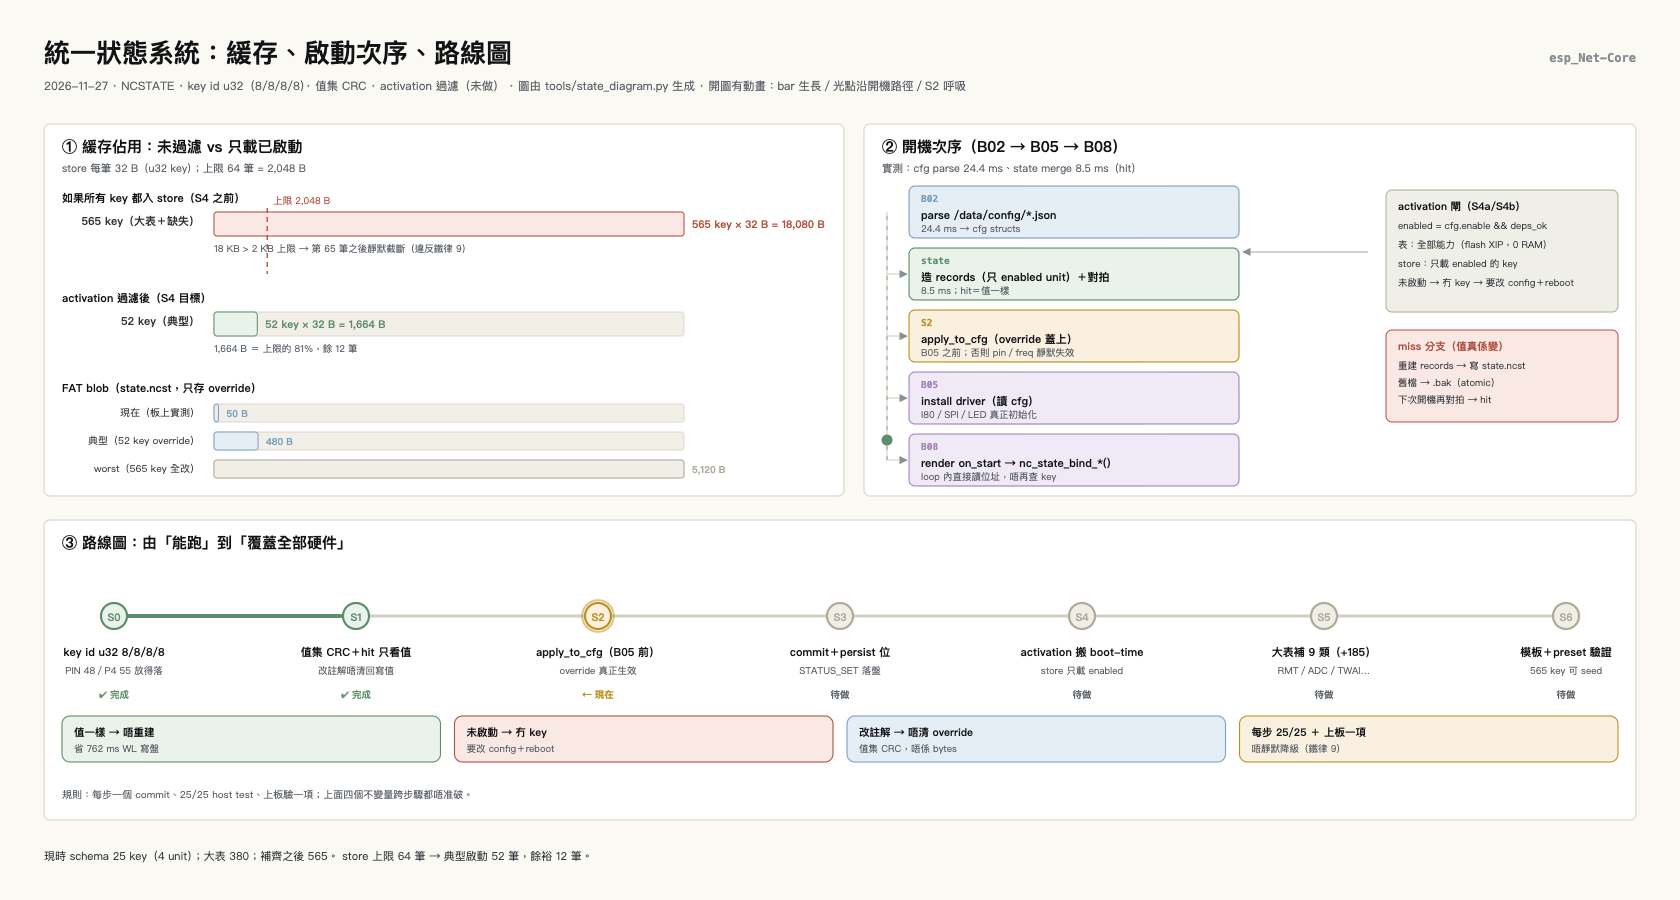 統一狀態系統：緩存、啟動次序、路線圖
esp_Net-Core
2026-11-27 · NCSTATE · key id u32（8/8/8/8）· 值集 CRC · activation 過濾（未做） · 圖由 tools/state_diagram.py 生成 · 開圖有動畫：bar 生長 / 光點沿開機路徑 / S2 呼吸
① 緩存佔用：未過濾 vs 只載已啟動
store 每筆 32 B（u32 key）；上限 64 筆 = 2,048 B
如果所有 key 都入 store（S4 之前）
上限 2,048 B
565 key（大表＋缺失）
565 key × 32 B = 18,080 B
18 KB > 2 KB 上限 → 第 65 筆之後靜默截斷（違反鐵律 9）
activation 過濾後（S4 目標）
52 key（典型）
52 key × 32 B = 1,664 B
1,664 B ＝ 上限的 81%，餘 12 筆
FAT blob（state.ncst，只存 override）
現在（板上實測）
50 B
典型（52 key override）
480 B
worst（565 key 全改）
5,120 B
② 開機次序（B02 → B05 → B08）
實測：cfg parse 24.4 ms、state merge 8.5 ms（hit）
B02
parse /data/config/*.json
24.4 ms → cfg structs
state
造 records（只 enabled unit）＋對拍
8.5 ms；hit＝值一樣
S2
apply_to_cfg（override 蓋上）
B05 之前；否則 pin / freq 靜默失效
B05
install driver（讀 cfg）
I80 / SPI / LED 真正初始化
B08
render on_start → nc_state_bind_*()
loop 內直接讀位址，唔再查 key
activation 閘（S4a/S4b）
enabled = cfg.enable && deps_ok
表：全部能力（flash XIP，0 RAM）
store：只載 enabled 的 key
未啟動 → 冇 key → 要改 config＋reboot
miss 分支（值真係變）
重建 records → 寫 state.ncst
舊檔 → .bak（atomic）
下次開機再對拍 → hit
③ 路線圖：由「能跑」到「覆蓋全部硬件」
S0
S1
S2
S3
S4
S5
S6
key id u32 8/8/8/8
值集 CRC＋hit 只看值
apply_to_cfg（B05 前）
commit＋persist 位
activation 搬 boot-time
大表補 9 類（+185）
模板＋preset 驗證
PIN 48 / P4 55 放得落
改註解唔清回寫值
override 真正生效
STATUS_SET 落盤
store 只載 enabled
RMT / ADC / TWAI…
565 key 可 seed
✔ 完成
✔ 完成
← 現在
待做
待做
待做
待做
值一樣 → 唔重建
省 762 ms WL 寫盤
未啟動 → 冇 key
要改 config＋reboot
改註解 → 唔清 override
值集 CRC，唔係 bytes
每步 25/25 ＋ 上板一項
唔靜默降級（鐵律 9）
規則：每步一個 commit、25/25 host test、上板驗一項；上面四個不變量跨步驟都唔准破。
現時 schema 25 key（4 unit）；大表 380；補齊之後 565。 store 上限 64 筆 → 典型啟動 52 筆，餘裕 12 筆。